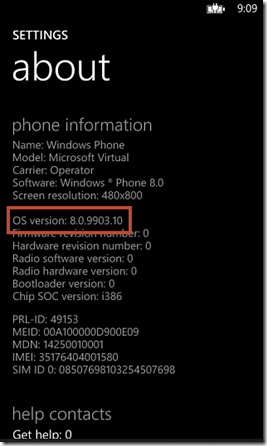 9:09
SETTINGS
about
phone information
Name: Windows Phone
Model: Microsoft Virtual
Carrier: Operator
Software: Windows ® Phone 8.0
Screen resolution: 480x800
OS version: 8.0.9903.10
Firmware revision number: 0
Hardware revision number: 0
Radio software version: 0
Radio hardware version: 0
Bootloader version: 0
Chip SOC version: i386
PRL-ID: 49153
MEID: 00A100000D900E09
MDN: 14250010001
IMEI: 35176404001580
SIM ID 0: 08507698103254507698
help contacts
Get help: 0